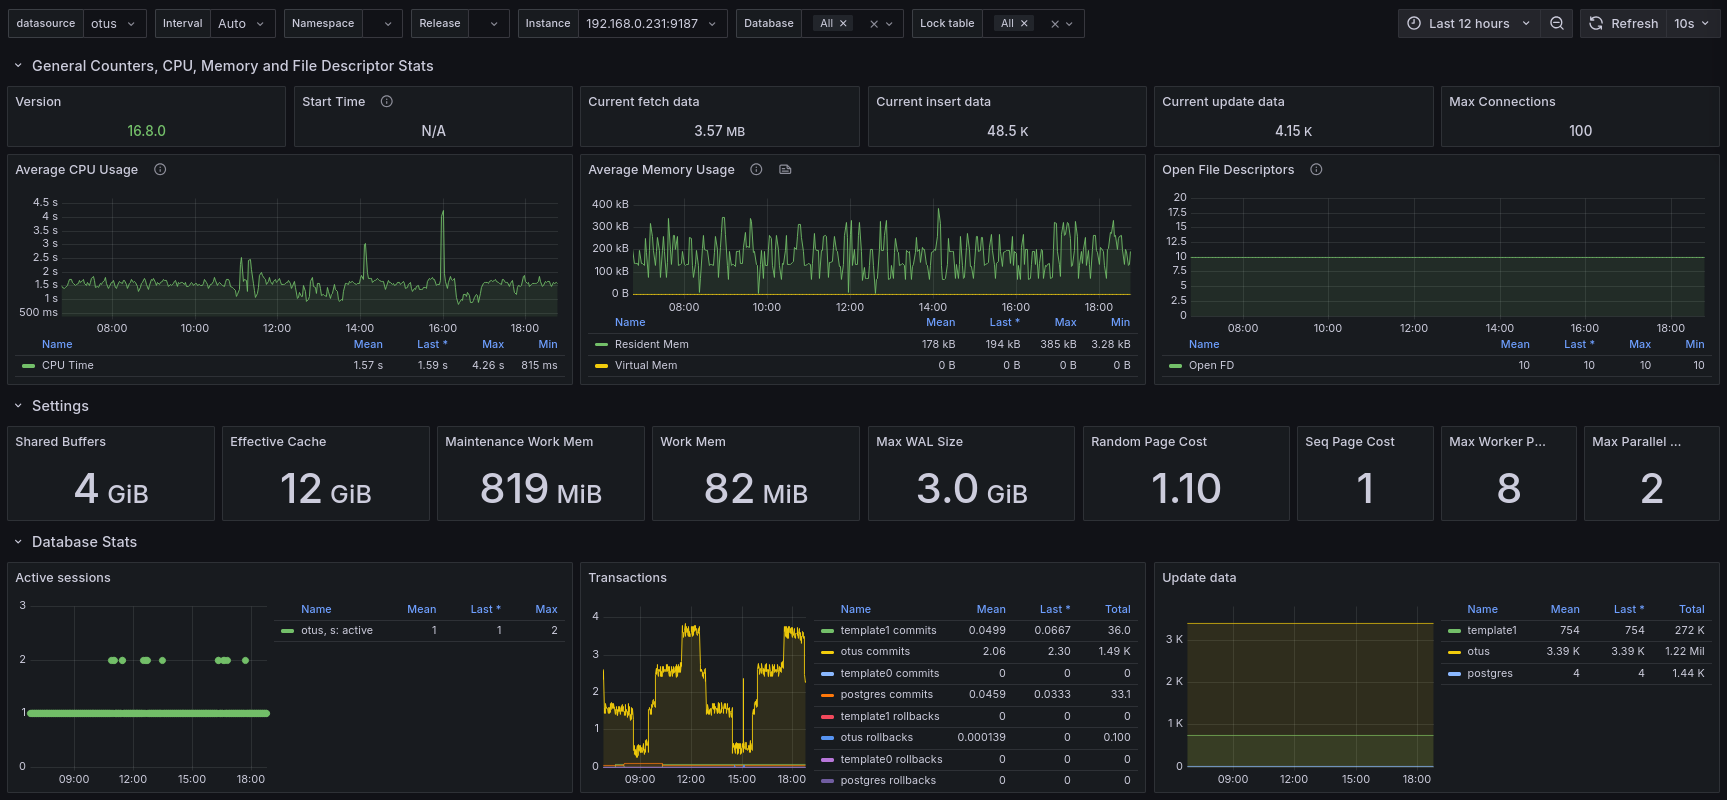 datasource otus Interval Auto Namespace Release Instance 192.168.0.231:9187 Database All Lock table All Last 12 hours Refresh 10s
General Counters, CPU, Memory and File Descriptor Stats
Version
16.8.0
Start Time
N/A
Current fetch data
3.57 MB
Current insert data
48.5 K
Current update data
4.15 K
Max Connections
100
Average CPU Usage
4.5 s
4 s
3.5 s
3 s
2.5 s
2 s
1.5 s
1 s
500 ms
08:00 10:00 12:00 14:00 16:00 18:00
Name Mean Last * Max Min
CPU Time 1.57 s 1.59 s 4.26 s 815 ms
Average Memory Usage
400 kB
300 kB
200 kB
100 kB
0 B
08:00 10:00 12:00 14:00 16:00 18:00
Name Mean Last * Max Min
Resident Mem 178 kB 194 kB 385 kB 3.28 kB
Virtual Mem 0 B 0 B 0 B 0 B
Open File Descriptors
20
17.5
15
12.5
10
7.5
5
2.5
0
08:00 10:00 12:00 14:00 16:00 18:00
Name Mean Last * Max Min
Open FD 10 10 10 10
Settings
Shared Buffers
4 GiB
Effective Cache
12 GiB
Maintenance Work Mem
819 MiB
Work Mem
82 MiB
Max WAL Size
3.0 GiB
Random Page Cost
1.10
Seq Page Cost
1
Max Worker P...
8
Max Parallel ...
2
Database Stats
Active sessions
3
2
1
0
09:00 12:00 15:00 18:00
Name Mean Last * Max
otus, s: active 1 1 2
Transactions
4
3
2
1
0
09:00 12:00 15:00 18:00
Name Mean Last * Total
template1 commits 0.0499 0.0667 36.0
otus commits 2.06 2.30 1.49 K
template0 commits 0 0 0
postgres commits 0.0459 0.0333 33.1
template1 rollbacks 0 0 0
otus rollbacks 0.000139 0 0.100
template0 rollbacks 0 0 0
postgres rollbacks 0 0 0
Update data
3 K
2 K
1 K
0
09:00 12:00 15:00 18:00
Name Mean Last * Total
template1 754 754 272 K
otus 3.39 K 3.39 K 1.22 Mil
postgres 4 4 1.44 K